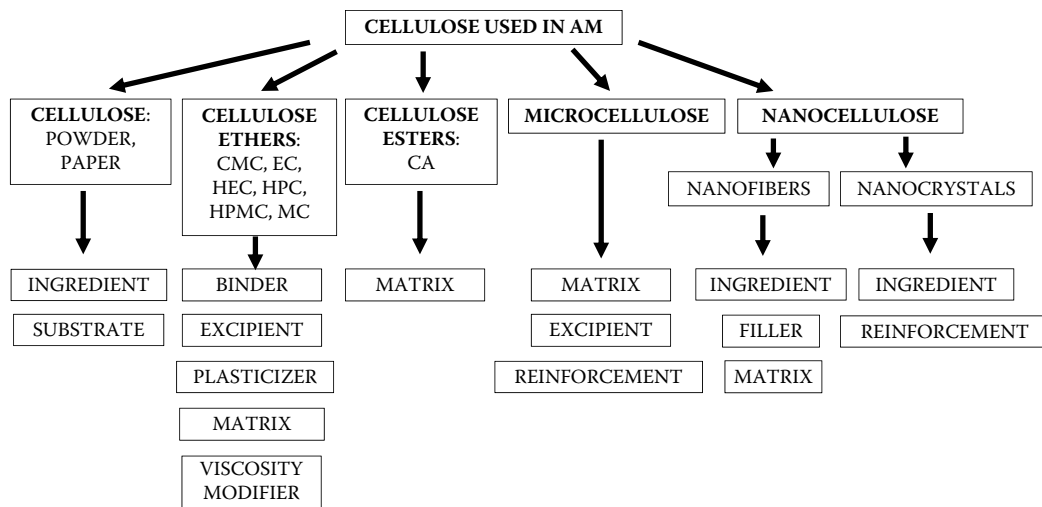 CELLULOSE USED IN AM
CELLULOSE:
POWDER,
PAPER
CELLULOSE
ETHERS:
CMC, EC,
HEC, HPC,
HPMC, MC
CELLULOSE
ESTERS:
CA
MICROCELLULOSE
NANOCELLULOSE
NANOFIBERS
NANOCRYSTALS
INGREDIENT
SUBSTRATE
BINDER
EXCIPIENT
PLASTICIZER
MATRIX
VISCOSITY
MODIFIER
MATRIX
MATRIX
EXCIPIENT
REINFORCEMENT
INGREDIENT
FILLER
MATRIX
INGREDIENT
REINFORCEMENT